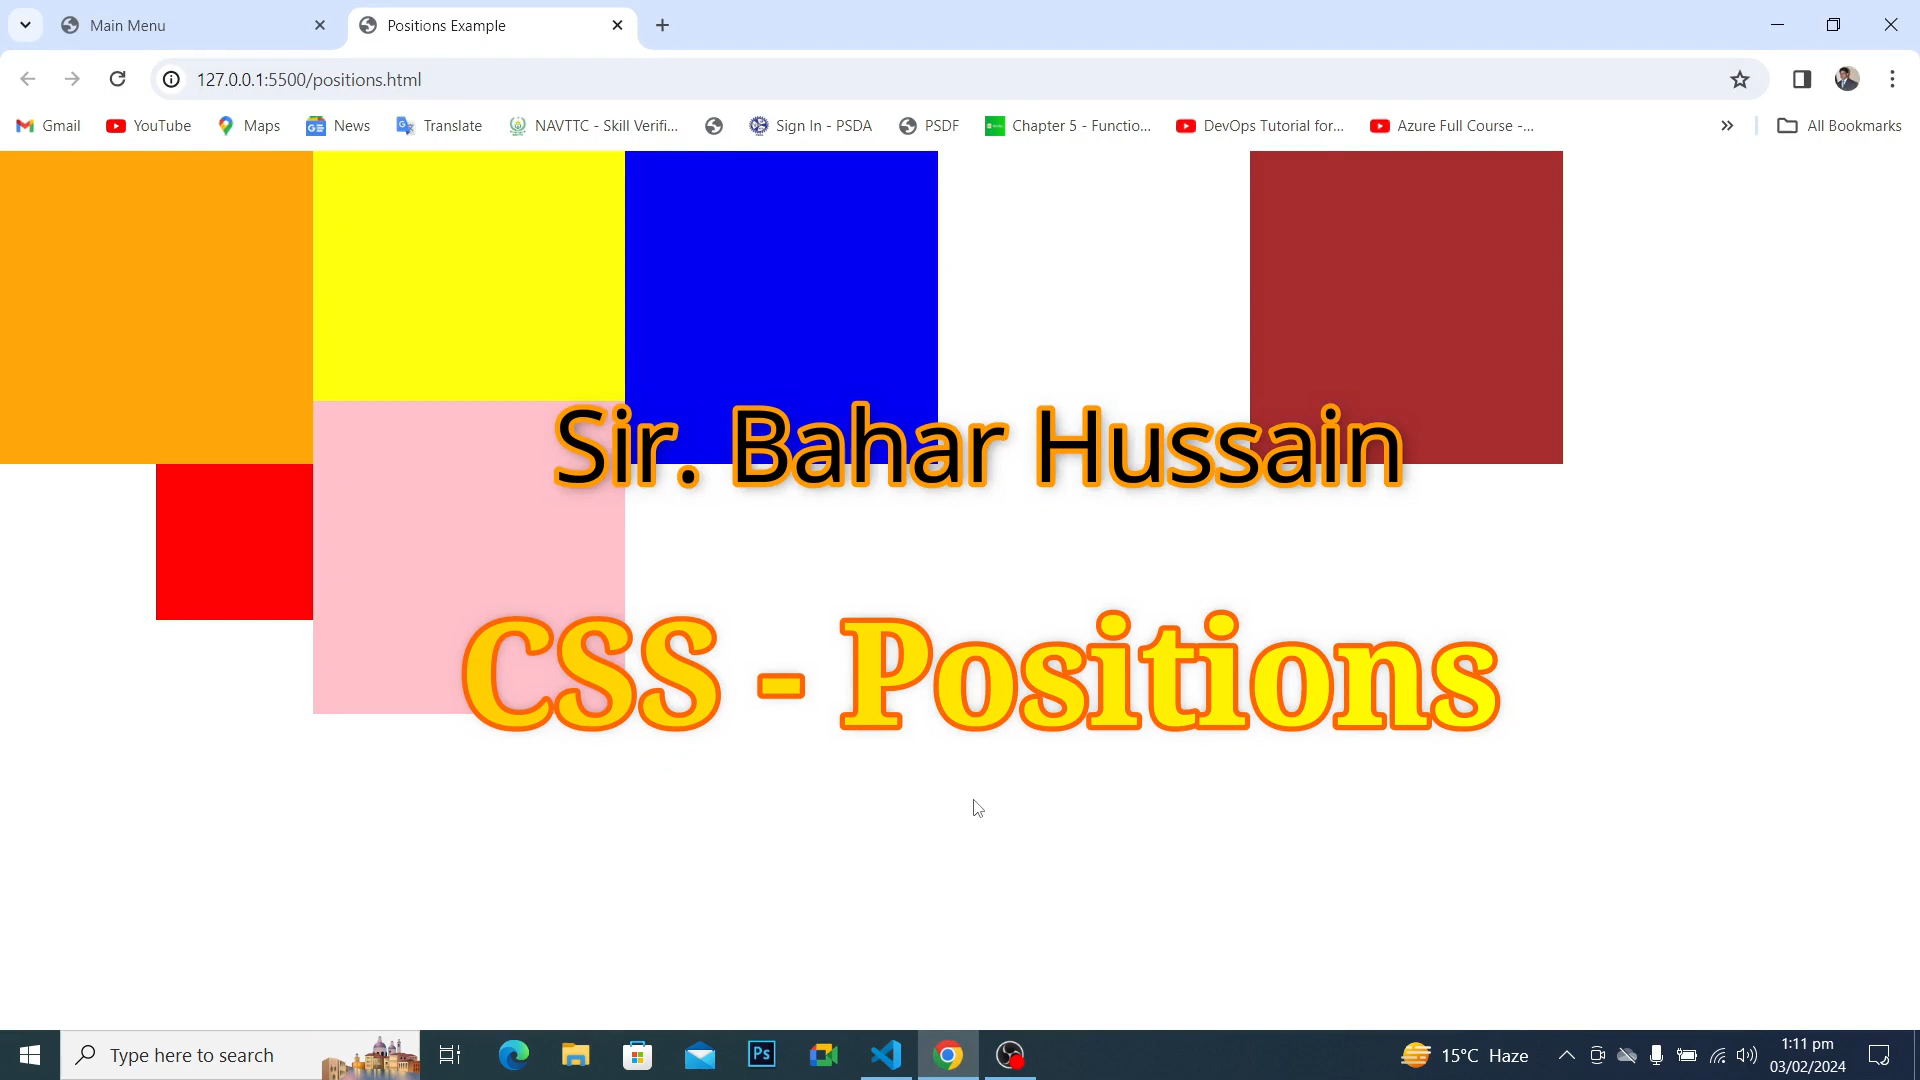 Main Menu
Positions Example
127.0.0.1:5500/positions.html
Gmail
YouTube
Maps
News
Translate
NAVTTC - Skill Verifi...
Sign In - PSDA
PSDF
Chapter 5 - Functio...
DevOps Tutorial for...
Azure Full Course -...
All Bookmarks
Sir. Bahar Hussain
CSS - Positions
Type here to search
Ps
15°C Haze
1:11 pm
03/02/2024